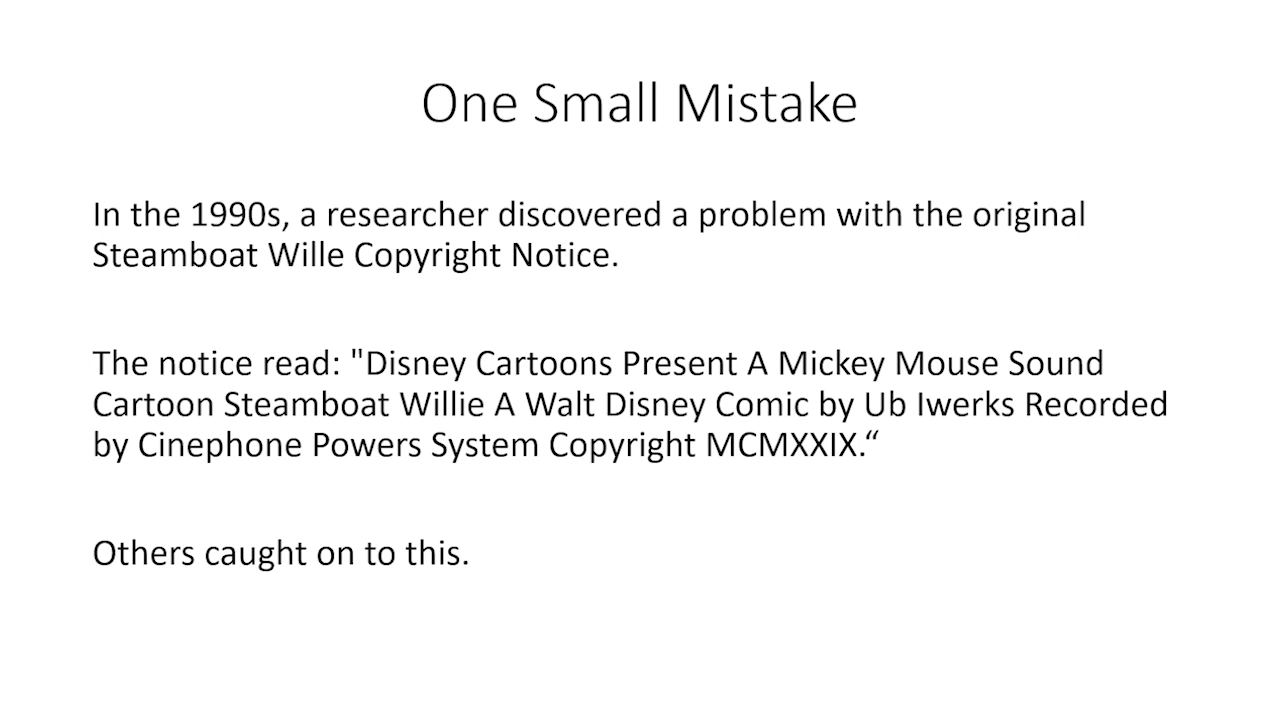 One Small Mistake
In the 1990s, a researcher discovered a problem with the original
Steamboat Wille Copyright Notice.
The notice read: "Disney Cartoons Present A Mickey Mouse Sound
Cartoon Steamboat Willie A Walt Disney Comic by Ub Iwerks Recorded
by Cinephone Powers System Copyright MCMXXIX.“
Others caught on to this.